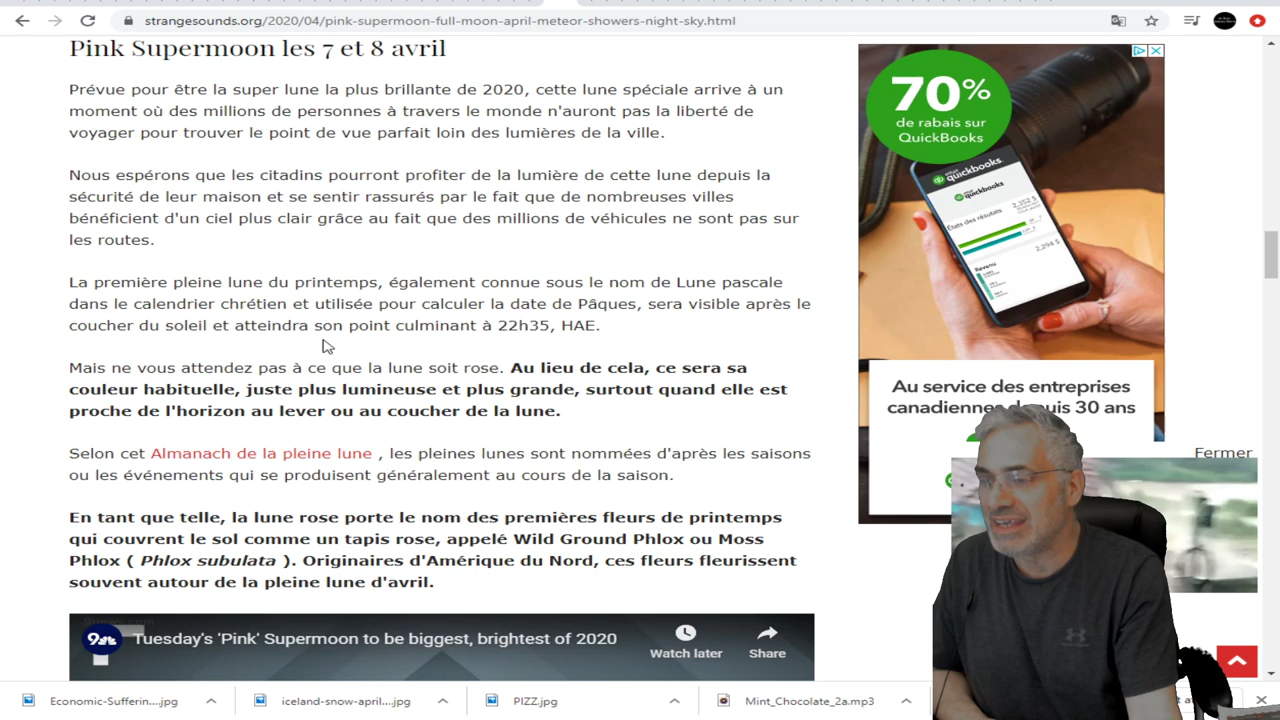 strangesounds.org/2020/04/pink-supermoon-full-moon-april-meteor-showers-night-sky.html
Pink Supermoon les 7 et 8 avril
Prévue pour être la super lune la plus brillante de 2020, cette lune spéciale arrive à un
moment où des millions de personnes à travers le monde n'auront pas la liberté de
voyager pour trouver le point de vue parfait loin des lumières de la ville.
Nous espérons que les citadins pourront profiter de la lumière de cette lune depuis la
sécurité de leur maison et se sentir rassurés par le fait que de nombreuses villes
bénéficient d'un ciel plus clair grâce au fait que des millions de véhicules ne sont pas sur
les routes.
La première pleine lune du printemps, également connue sous le nom de Lune pascale
dans le calendrier chrétien et utilisée pour calculer la date de Pâques, sera visible après le
coucher du soleil et atteindra son point culminant à 22h35, HAE.
Mais ne vous attendez pas à ce que la lune soit rose. Au lieu de cela, ce sera sa
couleur habituelle, juste plus lumineuse et plus grande, surtout quand elle est
proche de l'horizon au lever ou au coucher de la lune.
Selon cet Almanach de la pleine lune , les pleines lunes sont nommées d'après les saisons
ou les événements qui se produisent généralement au cours de la saison.
En tant que telle, la lune rose porte le nom des premières fleurs de printemps
qui couvrent le sol comme un tapis rose, appelé Wild Ground Phlox ou Moss
Phlox ( Phlox subulata ). Originaires d'Amérique du Nord, ces fleurs fleurissent
souvent autour de la pleine lune d'avril.
Tuesday's 'Pink' Supermoon to be biggest, brightest of 2020
Watch later
Share
70%
de rabais sur
QuickBooks
quickbooks.
États des résultats
2,352 $
2,294 $
Revenu
Au service des entreprises
canadiennes depuis 30 ans
Fermer
Economic-Sufferin....jpg
iceland-snow-april....jpg
PIZZ.jpg
Mint_Chocolate_2a.mp3